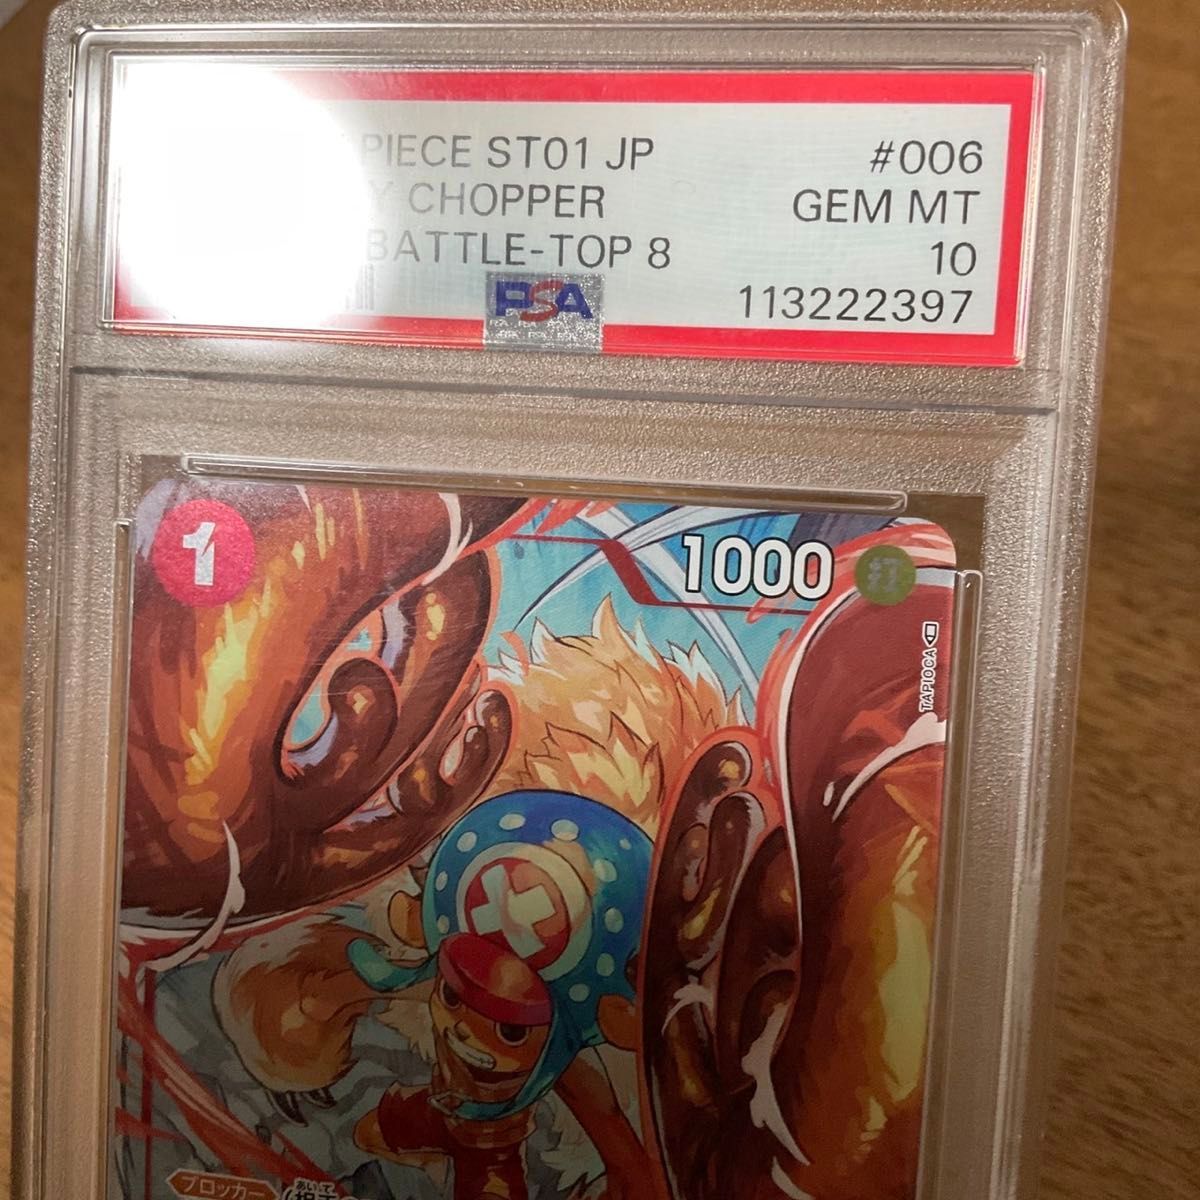 PIECE ST01 JP #006
Y CHOPPER GEM MT
BATTLE-TOP 8 10
PSA 113222397
1
1000
打
TAPIOCA
ブロッカー